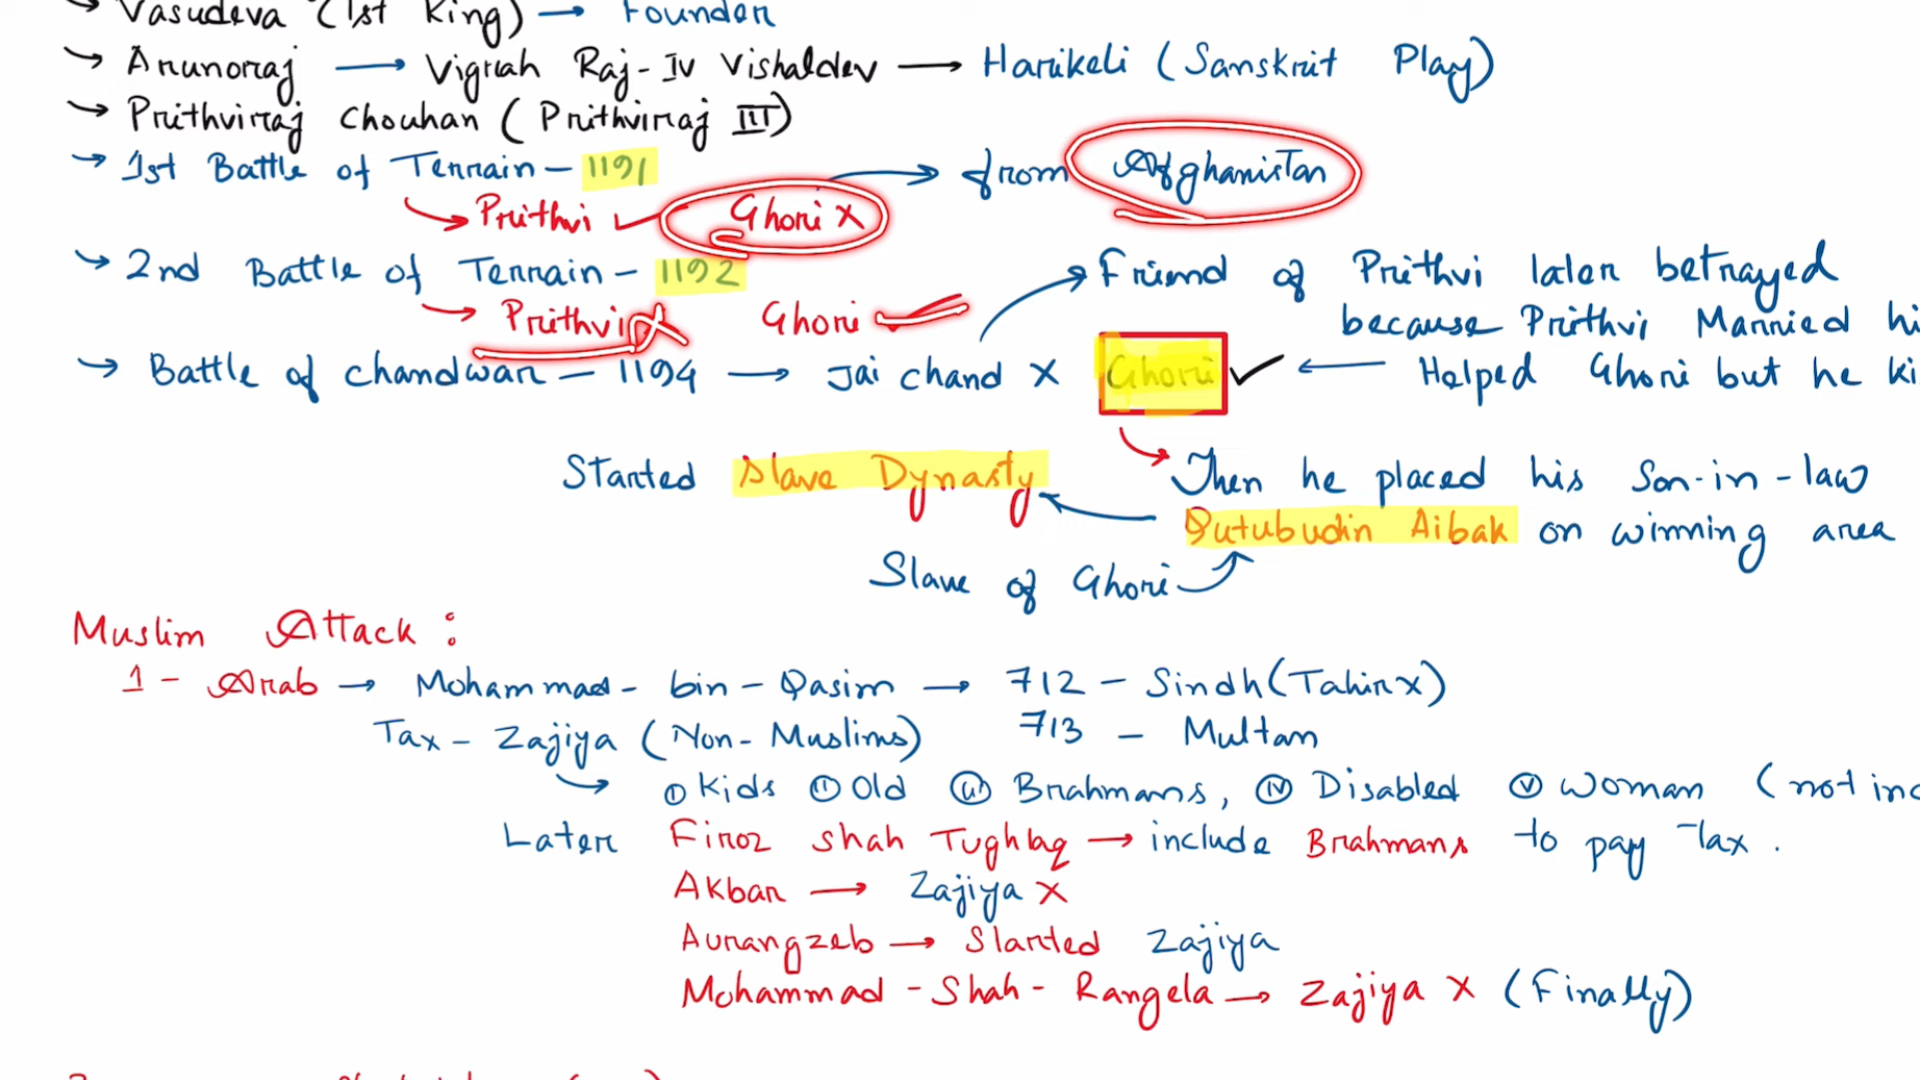 → Vasudeva (1st King) → Founder
→ Arunoraj → Vigrah Raj-IV Vishaldev → Harikeli (Sanskrit Play)
→ Prithviraj Chouhan (Prithviraj III)
→ 1st Battle of Terrain - 1191
→ Prithvi ✓ Ghori X → from Afghanistan
→ 2nd Battle of Terrain - 1192
→ Prithvi X Ghori ✓
→ Friend of Prithvi later betrayed
because Prithvi Married hi
→ Battle of chandwar - 1194 → Jai chand X Ghori ✓ ← Helped Ghori but he ki
Started Slave Dynasty ← → Then he placed his Son-in-law
Qutubudin Aibak on winning area
Slave of Ghori
Muslim Attack :
1 - Arab → Mohammad - bin - Qasim → 712 - Sindh (Tahir x)
Tax - Zajiya (Non-Muslims) 713 - Multan
→ (i) Kids (ii) Old (iii) Brahmans, (iv) Disabled (v) Woman (not inc
Later Firoz Shah Tughlaq → include Brahmans to pay Tax .
Akbar → Zajiya X
Aurangzeb → Started Zajiya
Mohammad - Shah - Rangela → Zajiya X (Finally)